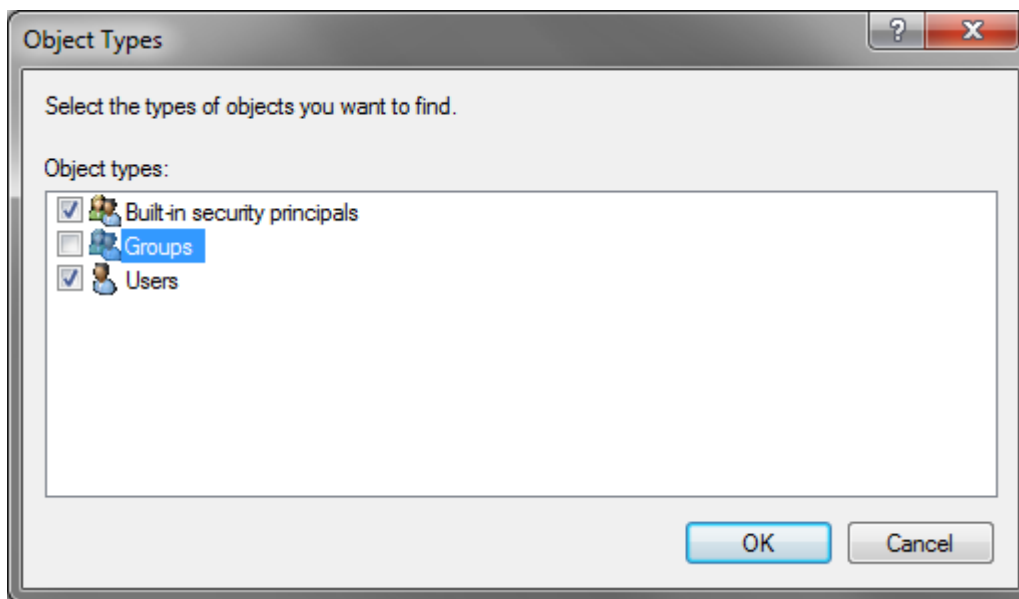 Object Types
Select the types of objects you want to find.
Object types:
Built-in security principals
Groups
Users
OK Cancel